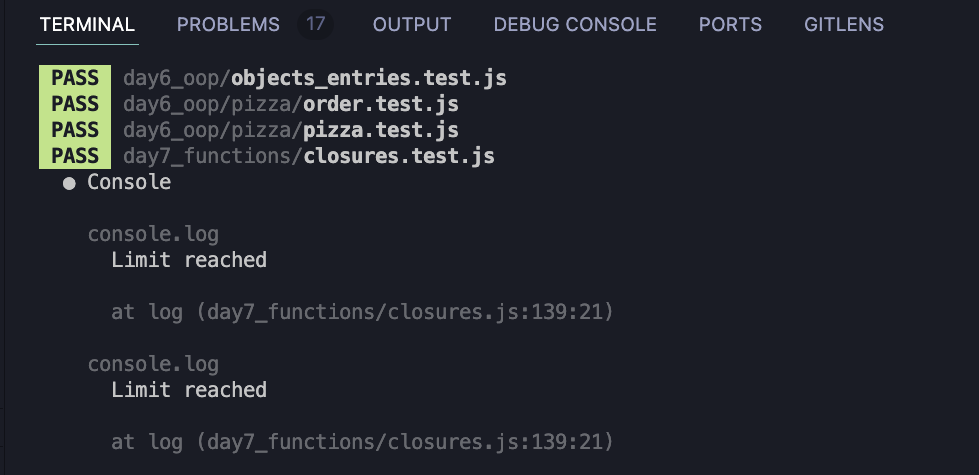 TERMINAL PROBLEMS 17 OUTPUT DEBUG CONSOLE PORTS GITLENS
PASS day6_oop/objects_entries.test.js
PASS day6_oop/pizza/order.test.js
PASS day6_oop/pizza/pizza.test.js
PASS day7_functions/closures.test.js
● Console
console.log
Limit reached
at log (day7_functions/closures.js:139:21)
console.log
Limit reached
at log (day7_functions/closures.js:139:21)